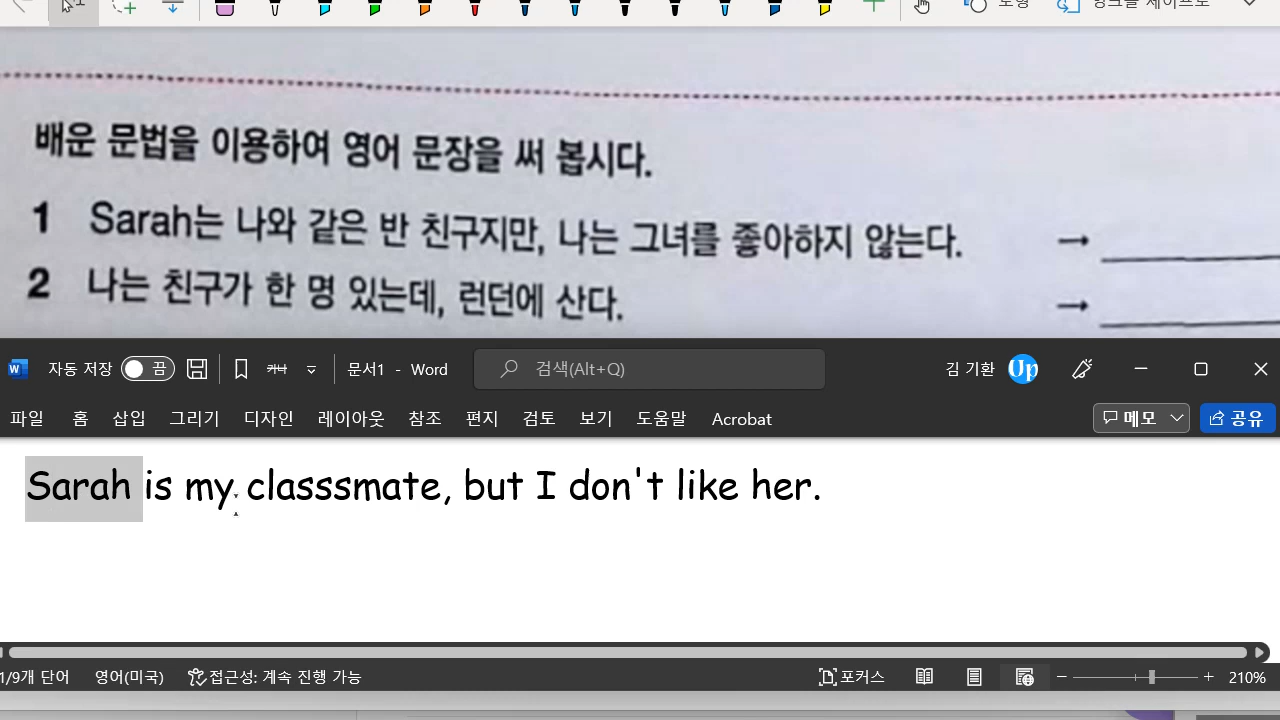 배운 문법을 이용하여 영어 문장을 써 봅시다.
1 Sarah는 나와 같은 반 친구지만, 나는 그녀를 좋아하지 않는다. →
2 나는 친구가 한 명 있는데, 런던에 산다. →
자동 저장 끔 가나 문서1 - Word 검색(Alt+Q) 김 기환 Up
파일 홈 삽입 그리기 디자인 레이아웃 참조 편지 검토 보기 도움말 Acrobat 메모 공유
Sarah is my classsmate, but I don't like her.
1/9개 단어 영어(미국) 접근성: 계속 진행 가능 포커스 210%